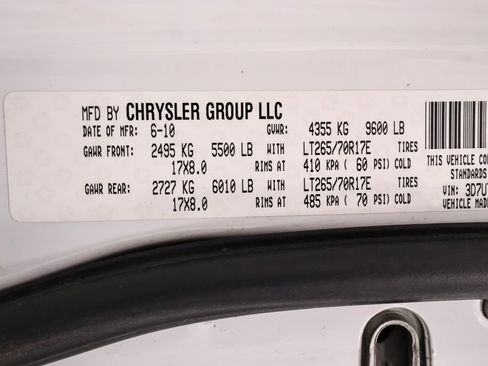 MFD BY CHRYSLER GROUP LLC
DATE OF MFR: 6-10 GVWR: 4355 KG 9600 LB
GAWR FRONT: 2495 KG 5500 LB WITH LT265/70R17E TIRES
17X8.0 RIMS AT 410 KPA ( 60 PSI) COLD
GAWR REAR: 2727 KG 6010 LB WITH LT265/70R17E TIRES
17X8.0 RIMS AT 485 KPA ( 70 PSI) COLD
THIS VEHICLE
STANDARDS
VIN: 3D7U
VEHICLE MADE